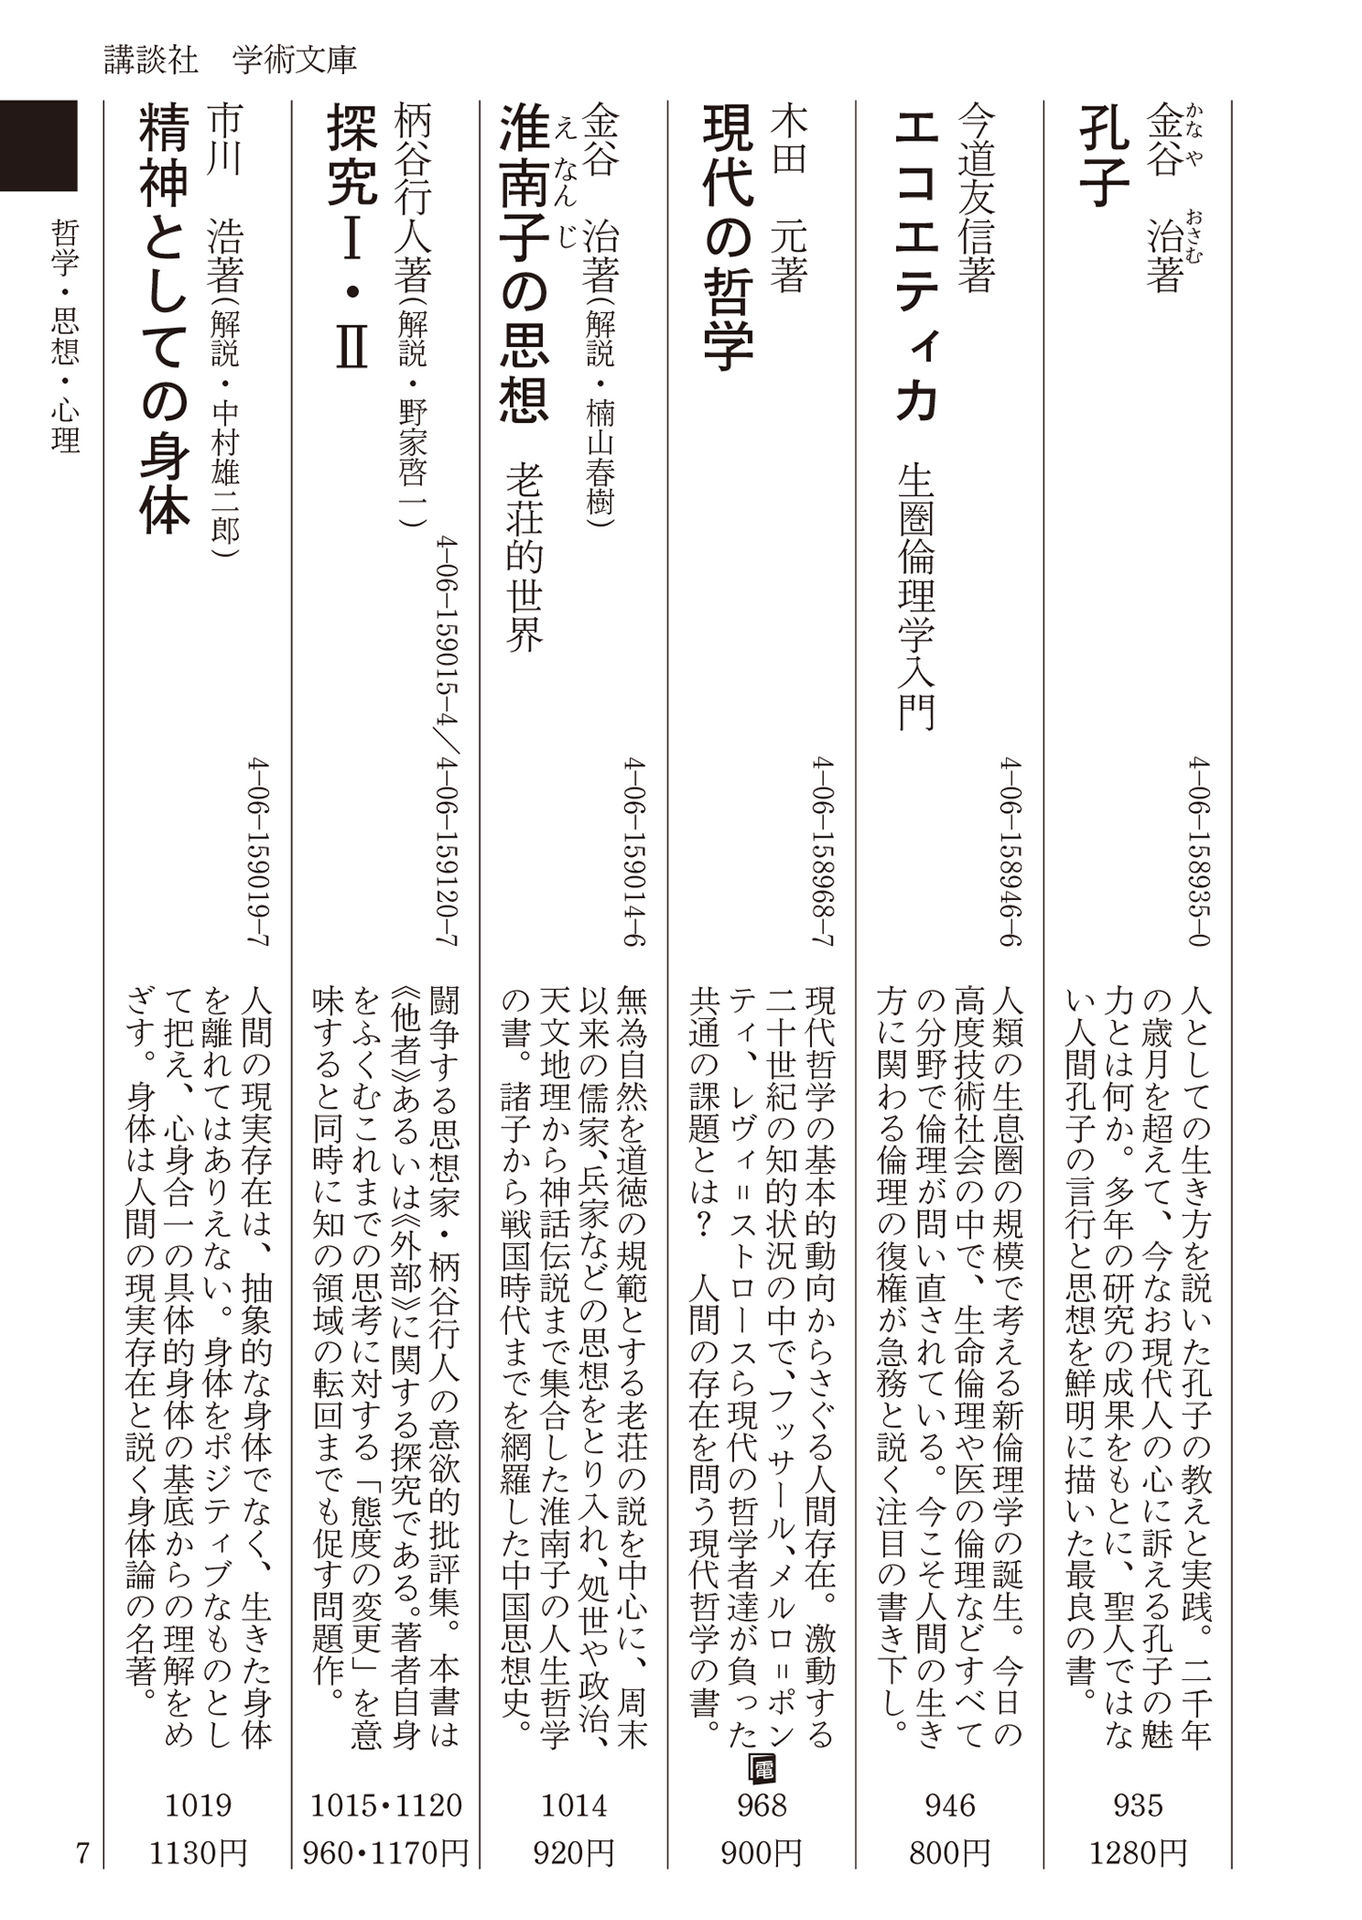 講談社　学術文庫
金谷　治著
かなや　おさむ
孔子
4-06-158935-0
人としての生き方を説いた孔子の教えと実践。二千年
の歳月を超えて、今なお現代人の心に訴える孔子の魅
力とは何か。多年の研究の成果をもとに、聖人ではな
い人間孔子の言行と思想を鮮明に描いた最良の書。
935
1280円
今道友信著
エコエティカ　生圏倫理学入門
4-06-158946-6
人類の生息圏の規模で考える新倫理学の誕生。今日の
高度技術社会の中で、生命倫理や医の倫理などすべて
の分野で倫理が問い直されている。今こそ人間の生き
方に関わる倫理の復権が急務と説く注目の書き下し。
946
800円
木田　元著
現代の哲学
4-06-158968-7
現代哲学の基本的動向からさぐる人間存在。激動する
二十世紀の知的状況の中で、フッサール、メルロ＝ポン
ティ、レヴィ＝ストロースら現代の哲学者達が負った
共通の課題とは？　人間の存在を問う現代哲学の書。
電
968
900円
金谷　治著(解説・楠山春樹)
えなんじ
淮南子の思想　老荘的世界
4-06-159014-6
無為自然を道徳の規範とする老荘の説を中心に、周末
以来の儒家、兵家などの思想をとり入れ、処世や政治、
天文地理から神話伝説まで集合した淮南子の人生哲学
の書。諸子から戦国時代までを網羅した中国思想史。
1014
920円
柄谷行人著(解説・野家啓一)
探究Ⅰ・Ⅱ
4-06-159015-4／4-06-159120-7
闘争する思想家・柄谷行人の意欲的批評集。本書は
《他者》あるいは《外部》に関する探究である。著者自身
をふくむこれまでの思考に対する「態度の変更」を意
味すると同時に知の領域の転回までも促す問題作。
1015・1120
960・1170円
市川　浩著(解説・中村雄二郎)
精神としての身体
4-06-159019-7
人間の現実存在は、抽象的な身体でなく、生きた身体
を離れてはありえない。身体をポジティブなものとし
て把え、心身合一の具体的身体の基底からの理解をめ
ざす。身体は人間の現実存在と説く身体論の名著。
1019
1130円
哲学・思想・心理
7